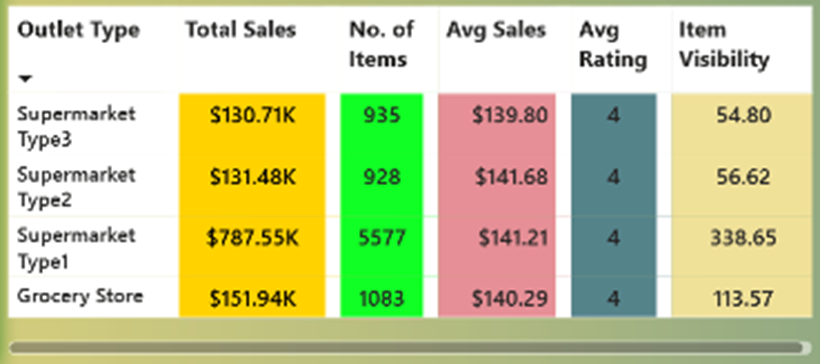 Outlet Type Total Sales No. of Items Avg Sales Avg Rating Item Visibility
Supermarket Type3 $130.71K 935 $139.80 4 54.80
Supermarket Type2 $131.48K 928 $141.68 4 56.62
Supermarket Type1 $787.55K 5577 $141.21 4 338.65
Grocery Store $151.94K 1083 $140.29 4 113.57